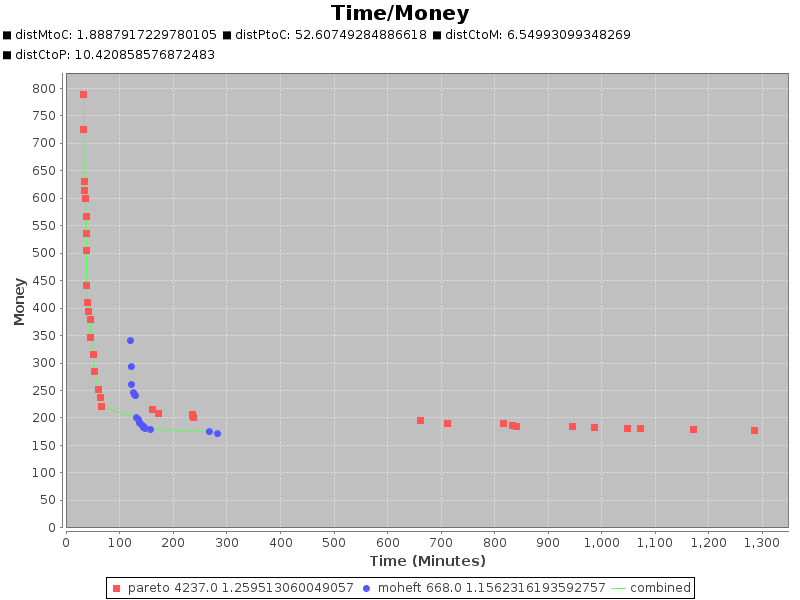 Time/Money
distMtoC: 1.8887917229780105 distPtoC: 52.60749284886618 distCtoM: 6.54993099348269
distCtoP: 10.420858576872483
800
750
700
650
600
550
500
450
400
350
300
250
200
150
100
50
0
Money
0 100 200 300 400 500 600 700 800 900 1,000 1,100 1,200 1,300
Time (Minutes)
pareto 4237.0 1.259513060049057 moheft 668.0 1.1562316193592757 combined